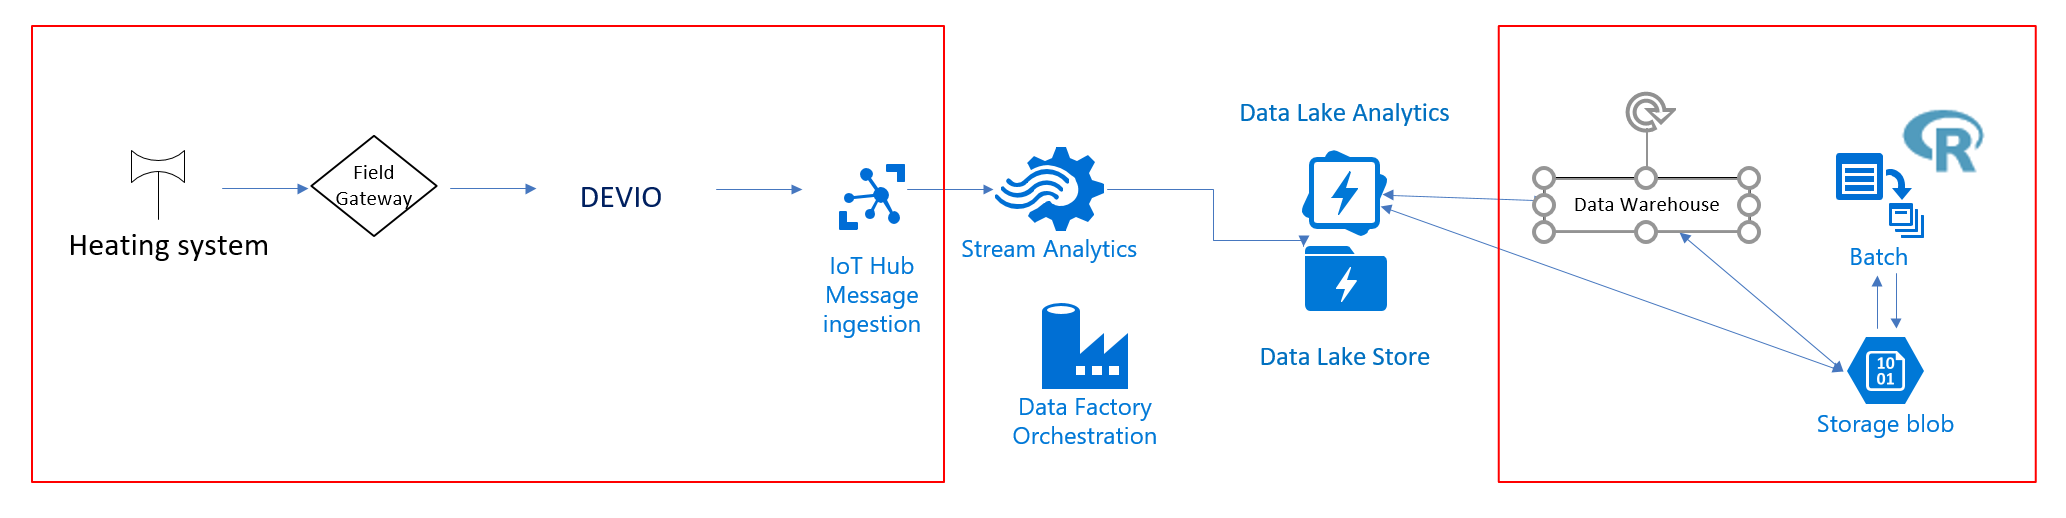 Heating system
Field
Gateway
DEVIO
IoT Hub
Message
ingestion
Stream Analytics
Data Factory
Orchestration
Data Lake Analytics
Data Lake Store
Data Warehouse
R
Batch
10
01
Storage blob